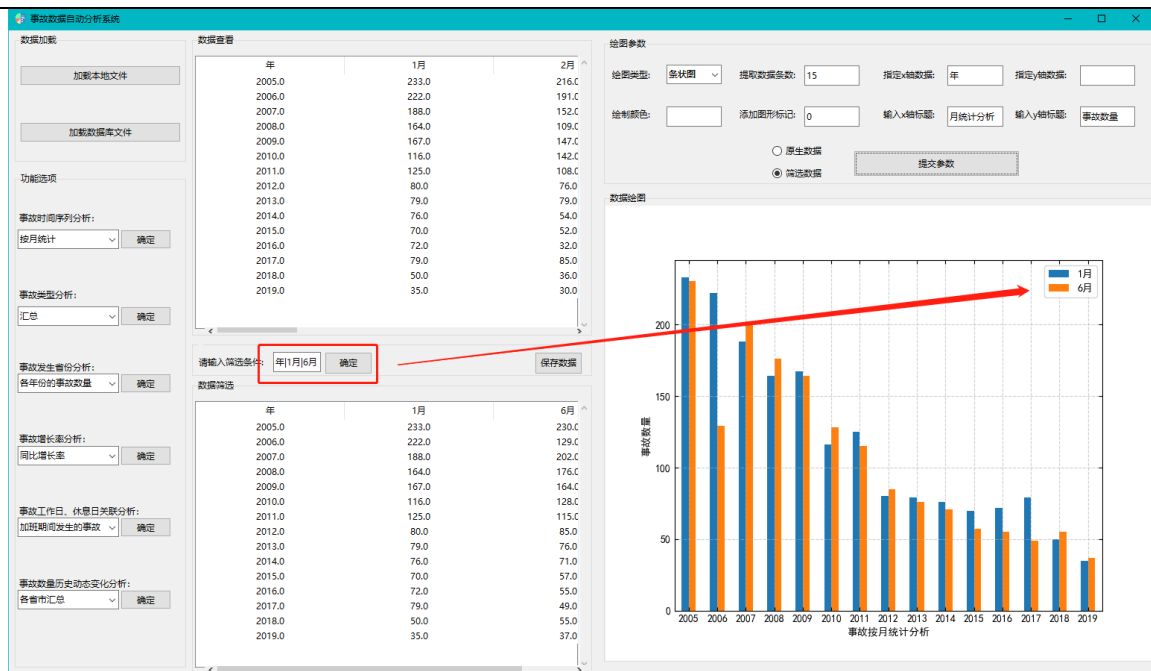 事故数据自动分析系统
数据加载
加载本地文件
加载数据库文件
功能选项
事故时间序列分析:
按月统计 确定
事故类型分析:
汇总 确定
事故发生省份分析:
各年份的事故数量 确定
事故增长率分析:
同比增长率 确定
事故工作日、休息日关联分析:
加班期间发生的事故 确定
事故数量历史动态变化分析:
各省市汇总 确定
数据查看
年 1月 2月
2005.0 233.0 216.0
2006.0 222.0 191.0
2007.0 188.0 152.0
2008.0 164.0 109.0
2009.0 167.0 147.0
2010.0 116.0 142.0
2011.0 125.0 108.0
2012.0 80.0 76.0
2013.0 79.0 79.0
2014.0 76.0 54.0
2015.0 70.0 52.0
2016.0 72.0 32.0
2017.0 79.0 85.0
2018.0 50.0 36.0
2019.0 35.0 30.0
请输入筛选条件: 年|1月|6月 确定 保存数据
数据筛选
年 1月 6月
2005.0 233.0 230.0
2006.0 222.0 129.0
2007.0 188.0 202.0
2008.0 164.0 176.0
2009.0 167.0 164.0
2010.0 116.0 128.0
2011.0 125.0 115.0
2012.0 80.0 85.0
2013.0 79.0 76.0
2014.0 76.0 71.0
2015.0 70.0 57.0
2016.0 72.0 55.0
2017.0 79.0 49.0
2018.0 50.0 55.0
2019.0 35.0 37.0
绘图参数
绘图类型: 条状图 提取数据条数: 15 指定x轴数据: 年 指定y轴数据:
绘制颜色: 添加图形标记: 0 输入x轴标题: 月统计分析 输入y轴标题: 事故数量
原生数据
筛选数据
提交参数
数据绘图
1月
6月
200
150
100
50
0
事故数量
2005 2006 2007 2008 2009 2010 2011 2012 2013 2014 2015 2016 2017 2018 2019
事故按月统计分析